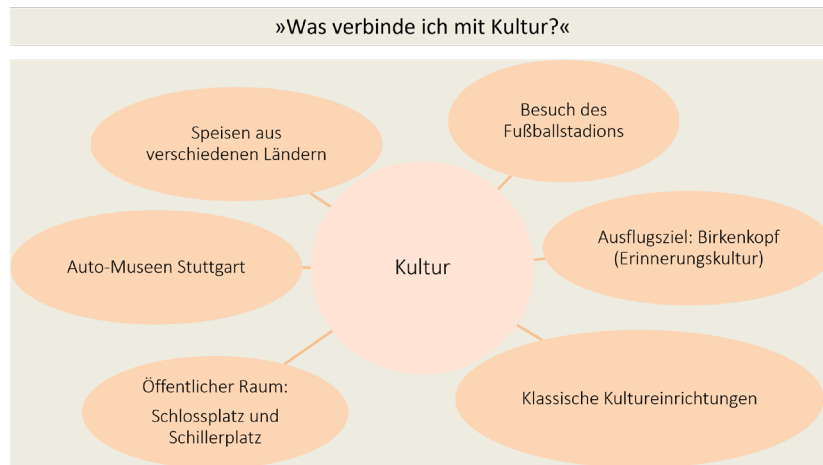 »Was verbinde ich mit Kultur?«
Speisen aus
verschiedenen Ländern
Besuch des
Fußballstadions
Auto-Museen Stuttgart
Kultur
Ausflugsziel: Birkenkopf
(Erinnerungskultur)
Öffentlicher Raum:
Schlossplatz und
Schillerplatz
Klassische Kultureinrichtungen